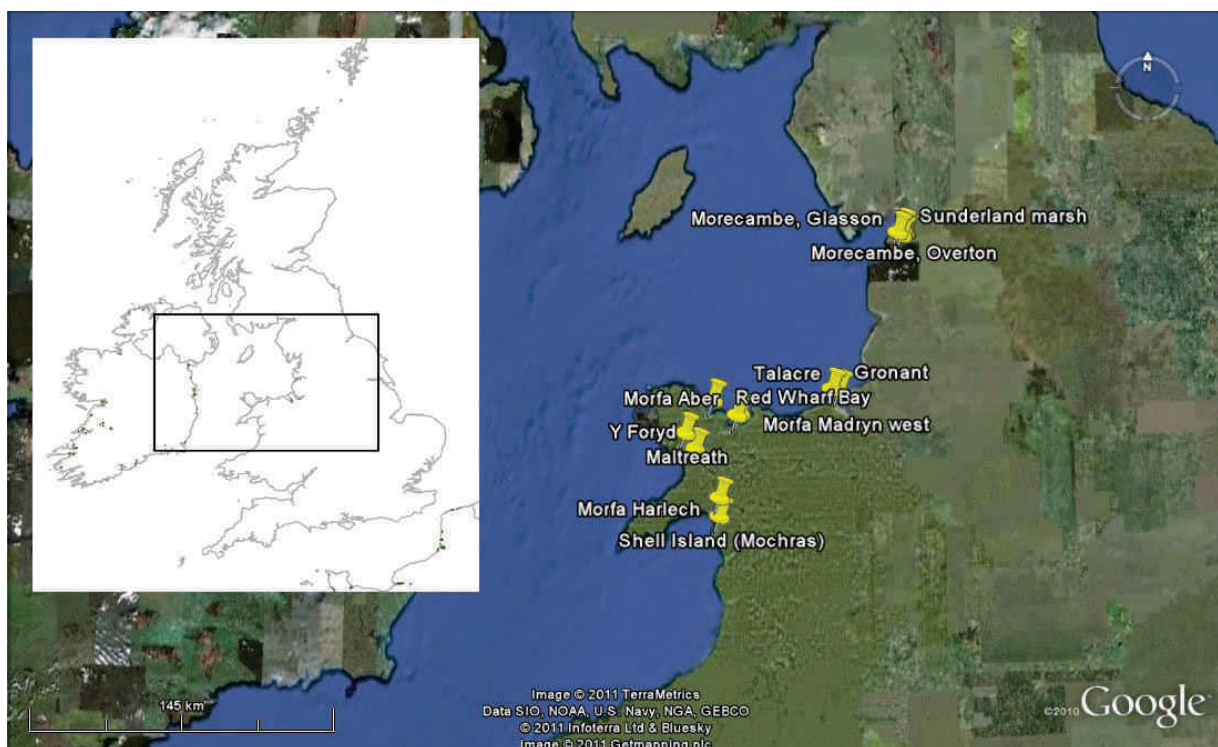 N
Morecambe, Glasson
Sunderland marsh
Morecambe, Overton
Talacre
Gronant
Morfa Aber
Red Wharf Bay
Y Foryd
Morfa Madryn west
Maltreath
Morfa Harlech
Shell Island (Mochras)
145 km
Image © 2011 TerraMetrics
Data SIO, NOAA, U.S. Navy, NGA, GEBCO
© 2011 Infoterra Ltd & Bluesky
Image © 2011 Getmapping plc
©2010 Google